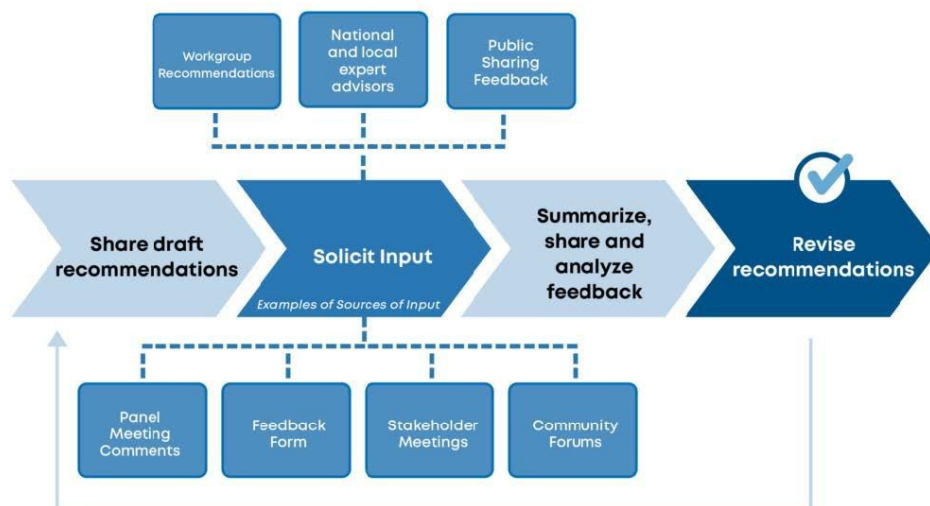 Workgroup
Recommendations
National
and local
expert
advisors
Public
Sharing
Feedback
Share draft
recommendations
Solicit Input
Examples of Sources of Input
Summarize,
share and
analyze
feedback
Revise
recommendations
Panel
Meeting
Comments
Feedback
Form
Stakeholder
Meetings
Community
Forums